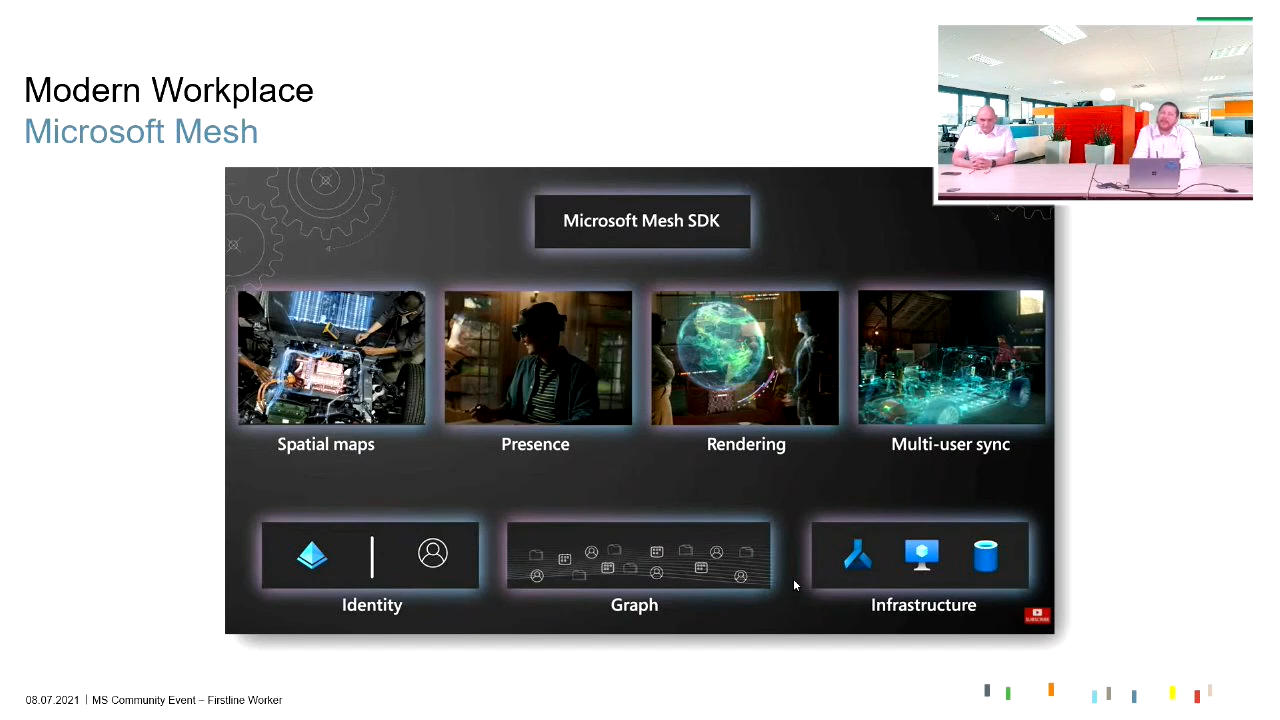 Modern Workplace
Microsoft Mesh
Microsoft Mesh SDK
Spatial maps
Presence
Rendering
Multi-user sync
Identity
Graph
Infrastructure
SUBSCRIBE
08.07.2021 | MS Community Event – Firstline Worker